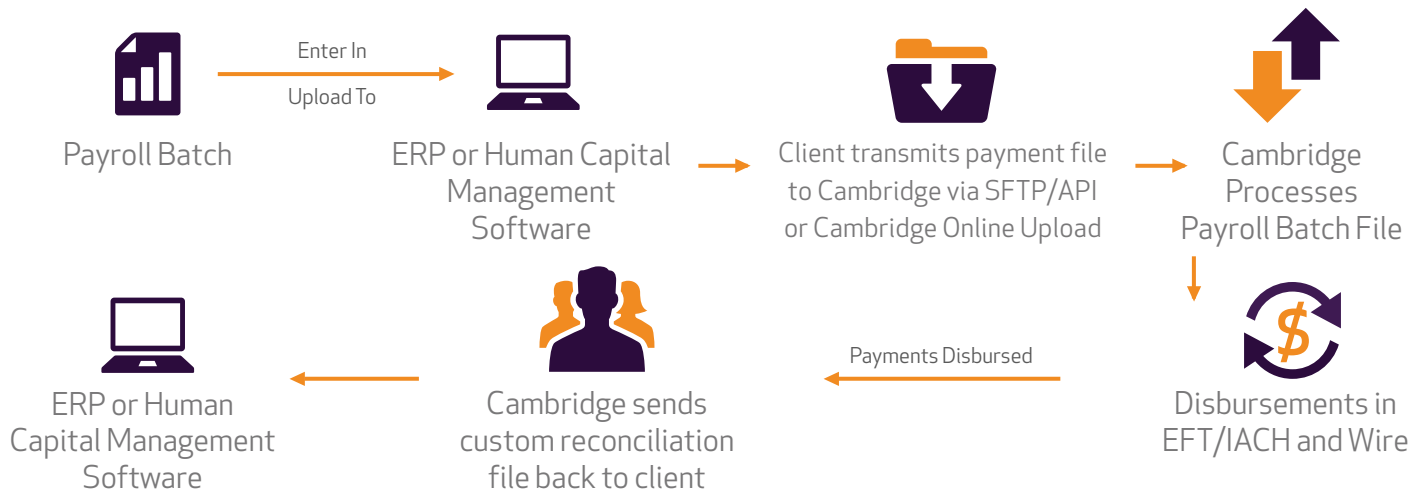 Enter In
Upload To
Payroll Batch
ERP or Human Capital
Management
Software
Client transmits payment file
to Cambridge via SFTP/API
or Cambridge Online Upload
Cambridge
Processes
Payroll Batch File
$
Disbursements in
EFT/IACH and Wire
Payments Disbursed
Cambridge sends
custom reconciliation
file back to client
ERP or Human
Capital Management
Software